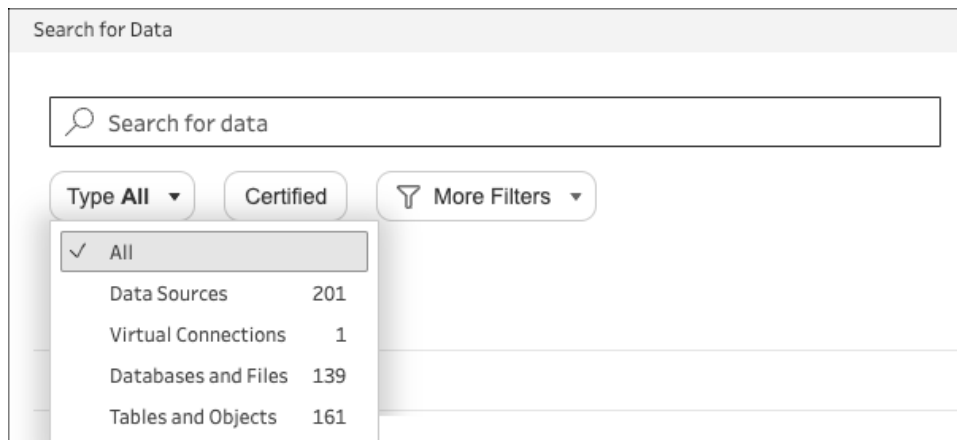 Search for Data
Search for data
Type All Certified More Filters
All
Data Sources 201
Virtual Connections 1
Databases and Files 139
Tables and Objects 161